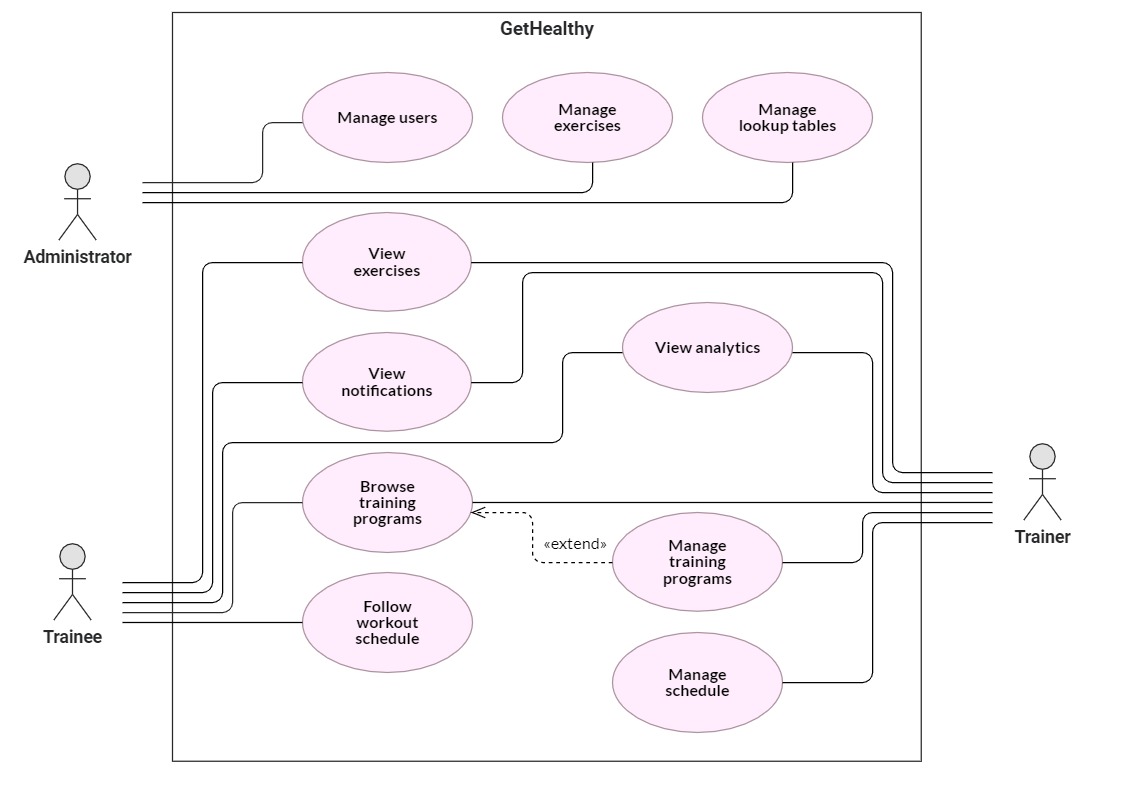 GetHealthy
Manage users
Manage
exercises
Manage
lookup tables
Administrator
View
exercises
View
notifications
View analytics
Browse
training
programs
«extend»
Manage
training
programs
Trainer
Trainee
Follow
workout
schedule
Manage
schedule